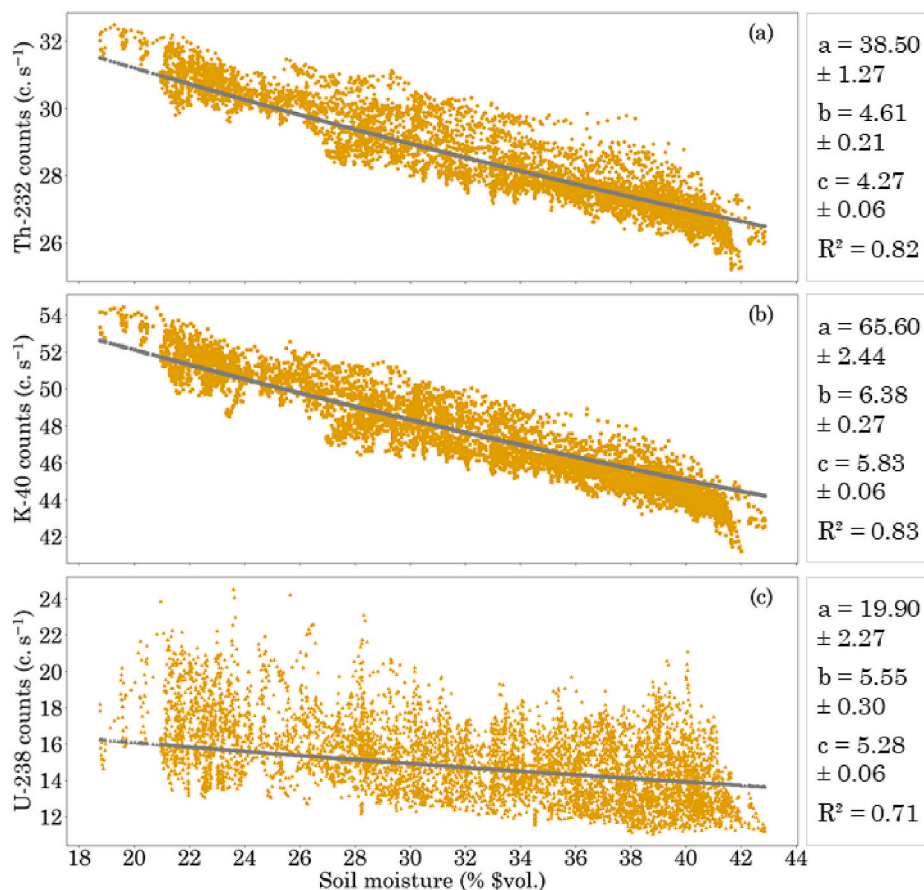 (a)
32
30
28
26
Th-232 counts (c. s⁻¹)
a = 38.50
± 1.27
b = 4.61
± 0.21
c = 4.27
± 0.06
R² = 0.82
(b)
54
52
50
48
46
44
42
K-40 counts (c. s⁻¹)
a = 65.60
± 2.44
b = 6.38
± 0.27
c = 5.83
± 0.06
R² = 0.83
(c)
24
22
20
18
16
14
12
U-238 counts (c. s⁻¹)
a = 19.90
± 2.27
b = 5.55
± 0.30
c = 5.28
± 0.06
R² = 0.71
18 20 22 24 26 28 30 32 34 36 38 40 42 44
Soil moisture (% $vol.)